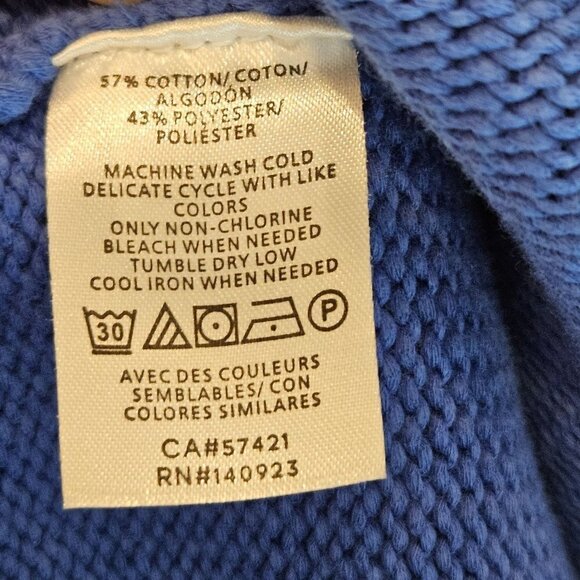 57% COTTON/COTON/
ALGODÓN
43% POLYESTER/
POLIÉSTER
MACHINE WASH COLD
DELICATE CYCLE WITH LIKE
COLORS
ONLY NON-CHLORINE
BLEACH WHEN NEEDED
TUMBLE DRY LOW
COOL IRON WHEN NEEDED
30 P
AVEC DES COULEURS
SEMBLABLES/CON
COLORES SIMILARES
CA#57421
RN#140923